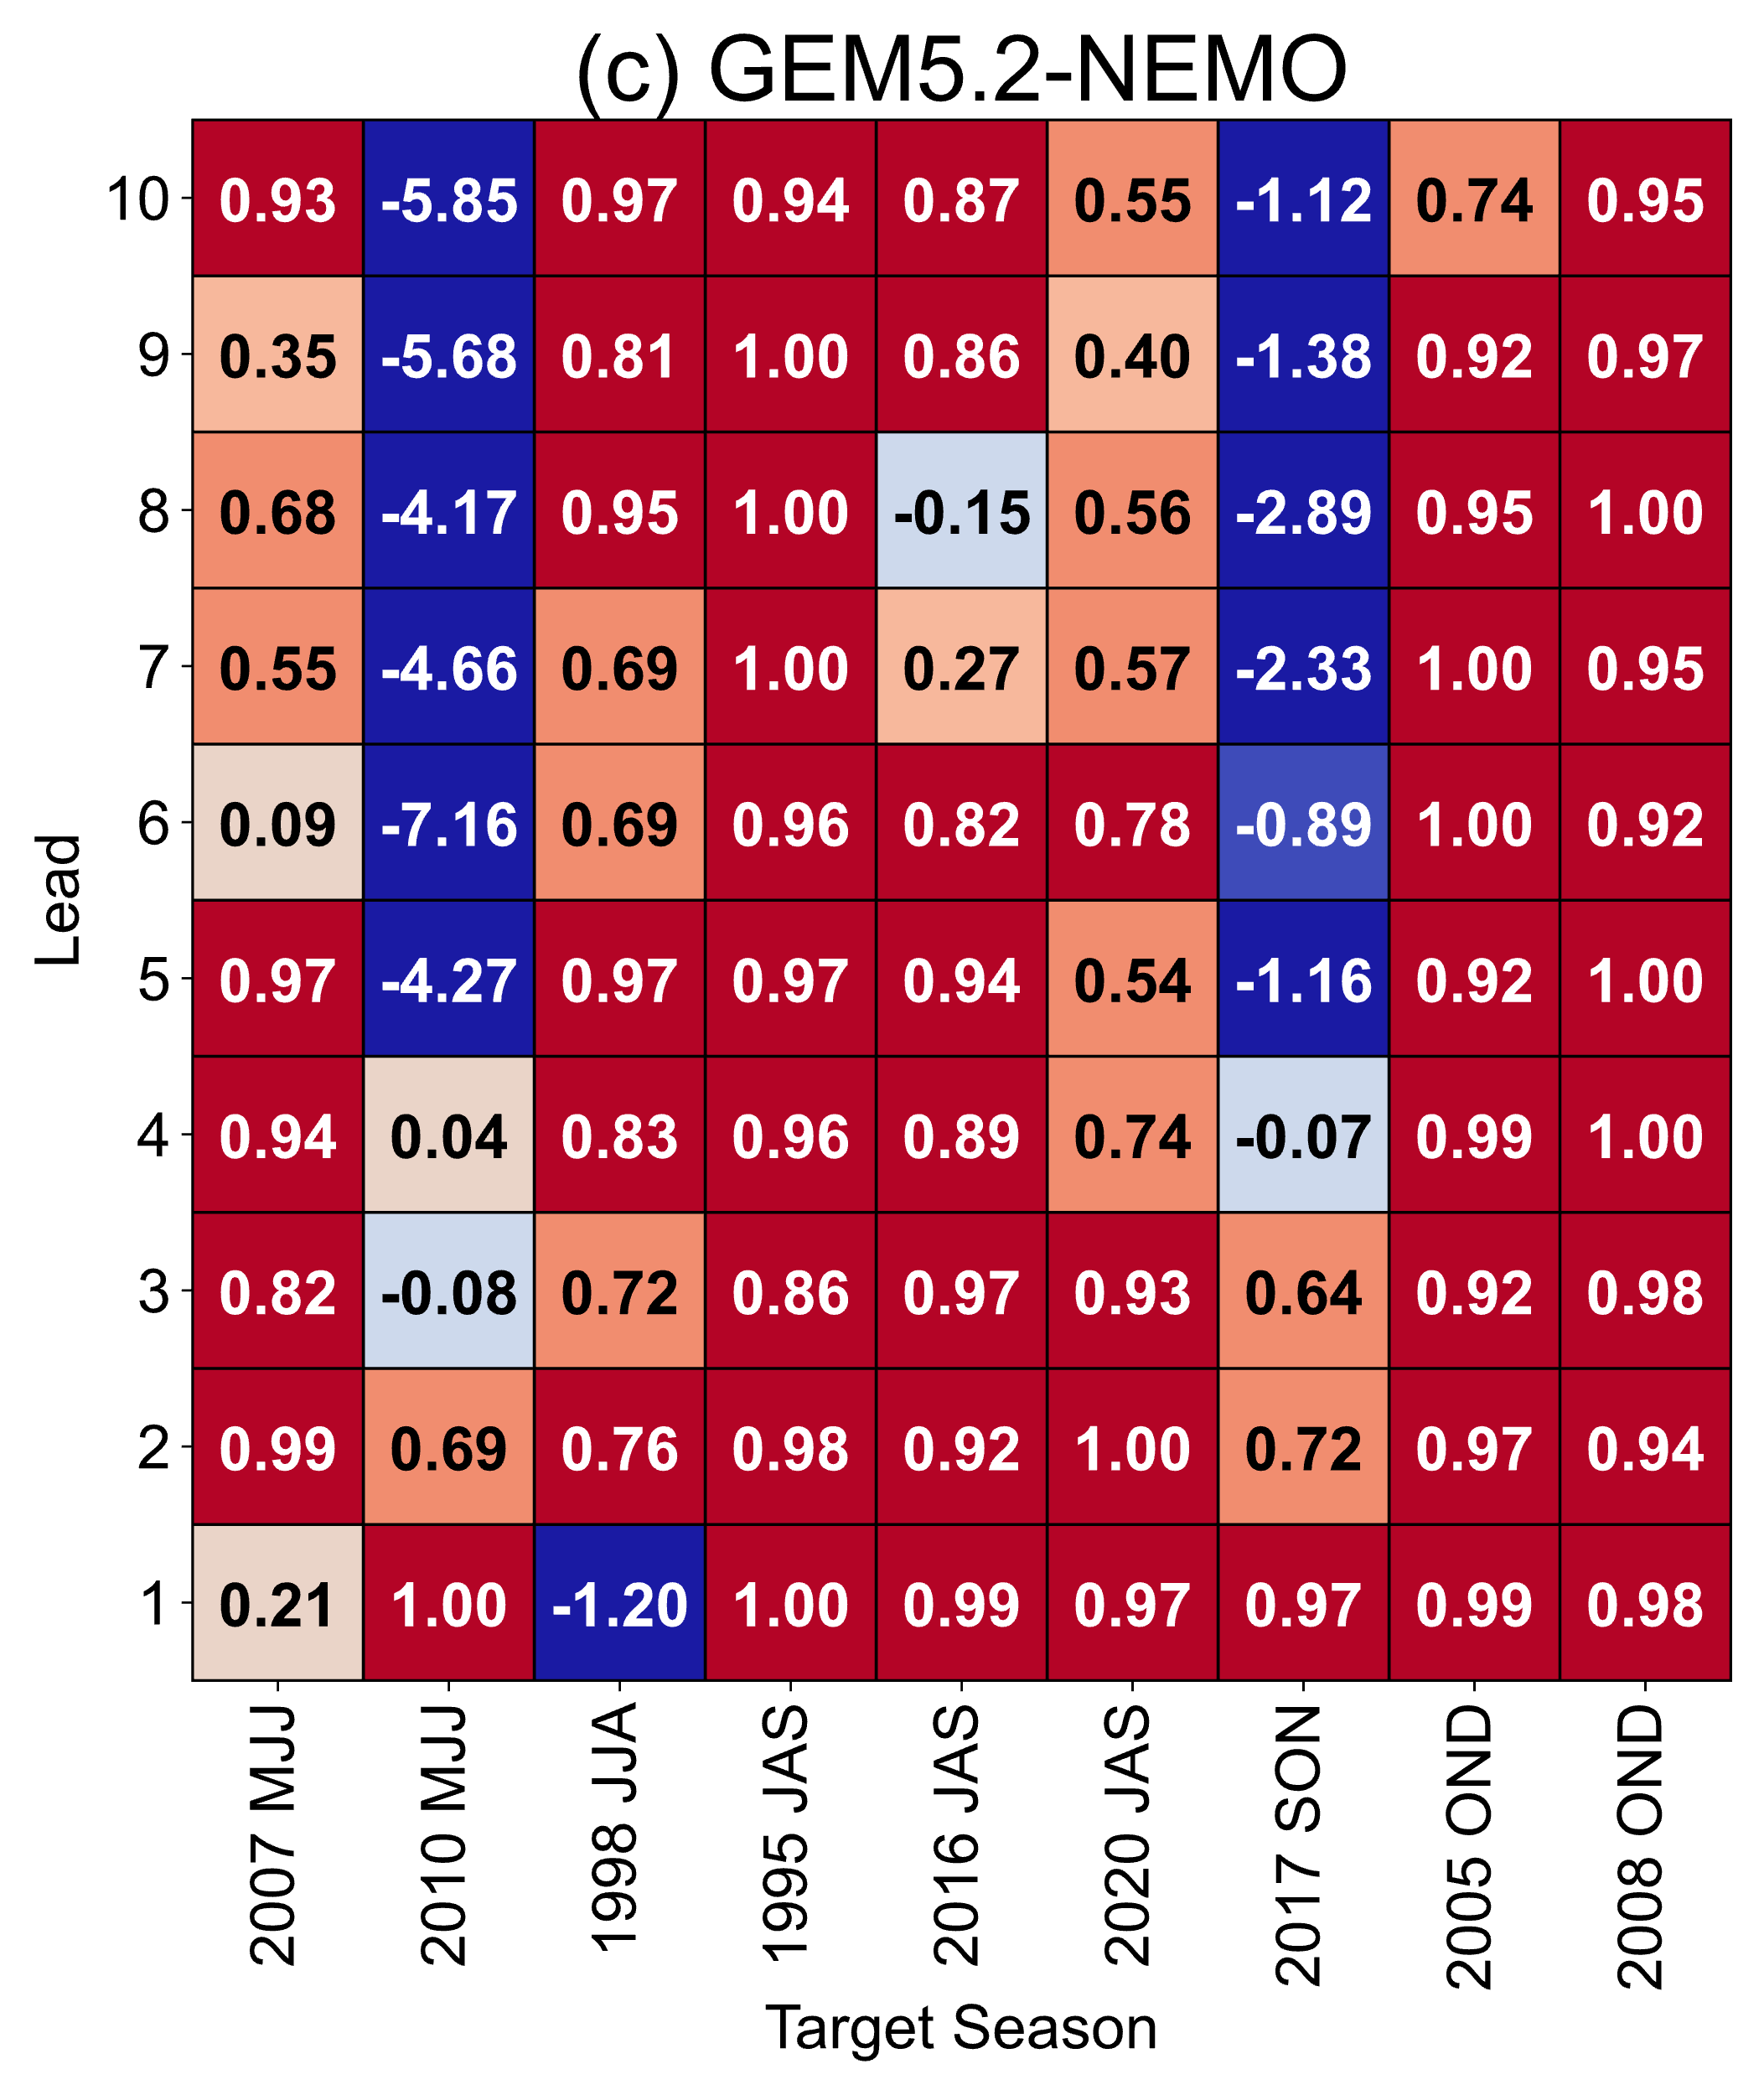 (c) GEM5.2-NEMO
10 0.93 -5.85 0.97 0.94 0.87 0.55 -1.12 0.74 0.95
9 0.35 -5.68 0.81 1.00 0.86 0.40 -1.38 0.92 0.97
8 0.68 -4.17 0.95 1.00 -0.15 0.56 -2.89 0.95 1.00
7 0.55 -4.66 0.69 1.00 0.27 0.57 -2.33 1.00 0.95
6 0.09 -7.16 0.69 0.96 0.82 0.78 -0.89 1.00 0.92
5 0.97 -4.27 0.97 0.97 0.94 0.54 -1.16 0.92 1.00
4 0.94 0.04 0.83 0.96 0.89 0.74 -0.07 0.99 1.00
3 0.82 -0.08 0.72 0.86 0.97 0.93 0.64 0.92 0.98
2 0.99 0.69 0.76 0.98 0.92 1.00 0.72 0.97 0.94
1 0.21 1.00 -1.20 1.00 0.99 0.97 0.97 0.99 0.98
Lead
2007 MJJ
2010 MJJ
1998 JJA
1995 JAS
2016 JAS
2020 JAS
2017 SON
2005 OND
2008 OND
Target Season